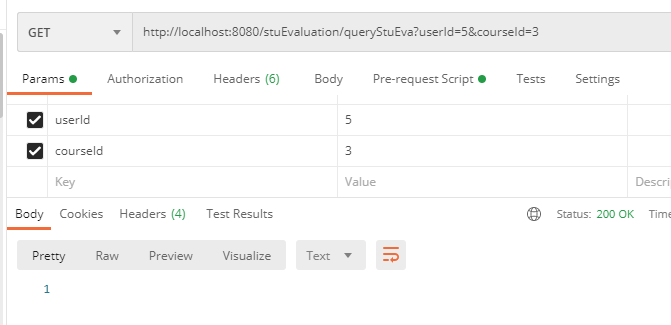 GET http://localhost:8080/stuEvaluation/queryStuEva?userId=5&courseId=3
Params Authorization Headers (6) Body Pre-request Script Tests Settings
userId 5
courseId 3
Key Value Descri
Body Cookies Headers (4) Test Results Status: 200 OK Time
Pretty Raw Preview Visualize Text
1